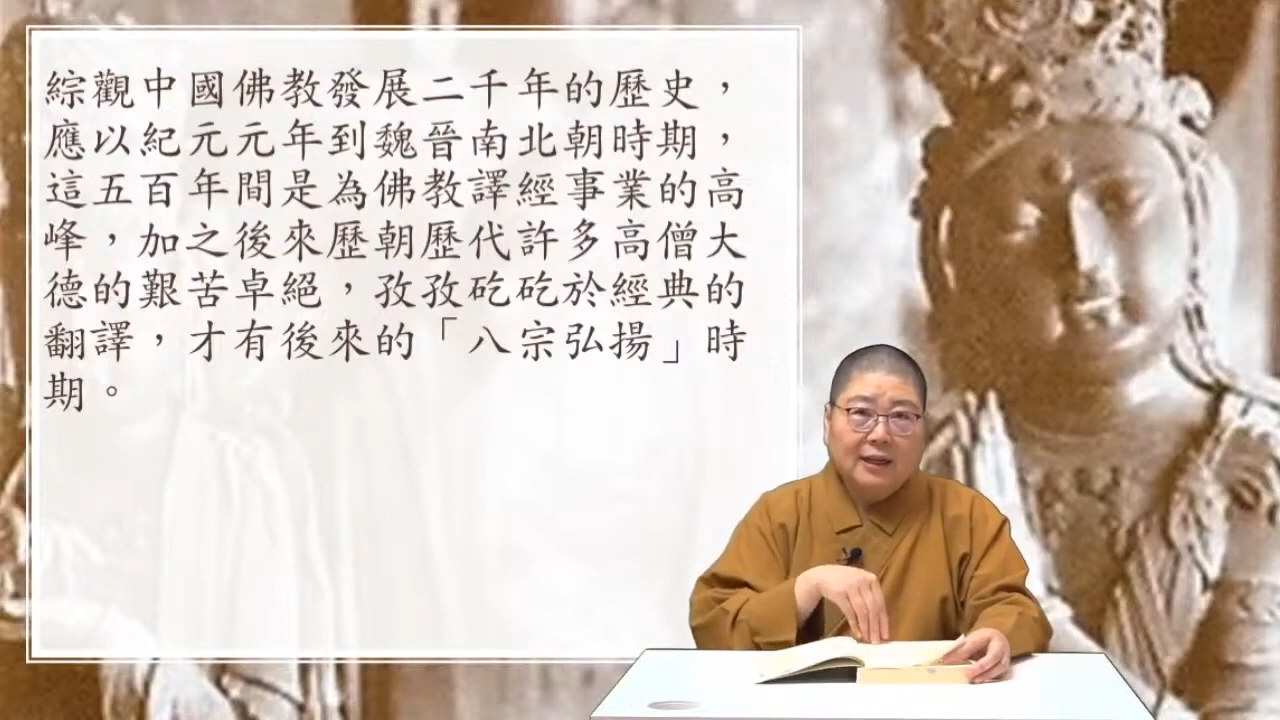 綜觀中國佛教發展二千年的歷史，
應以紀元元年到魏晉南北朝時期，
這五百年間是為佛教譯經事業的高
峰，加之後來歷朝歷代許多高僧大
德的艱苦卓絕，孜孜矻矻於經典的
翻譯，才有後來的「八宗弘揚」時
期。